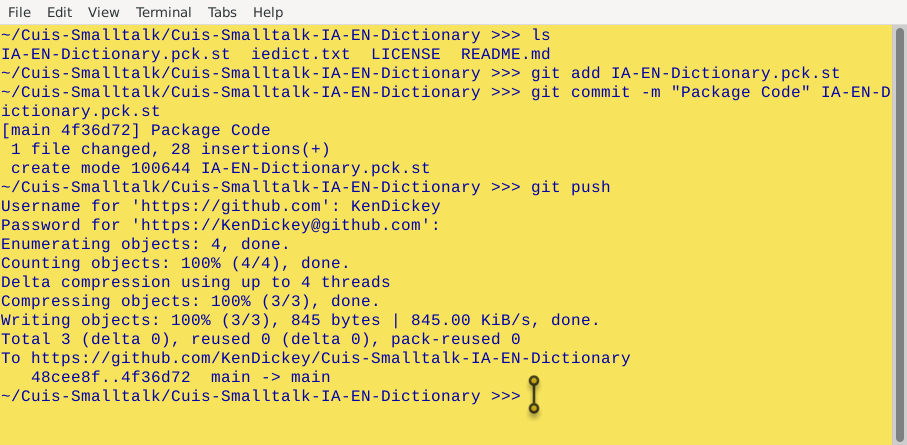 File Edit View Terminal Tabs Help
~/Cuis-Smalltalk/Cuis-Smalltalk-IA-EN-Dictionary >>> ls
IA-EN-Dictionary.pck.st  iedict.txt  LICENSE  README.md
~/Cuis-Smalltalk/Cuis-Smalltalk-IA-EN-Dictionary >>> git add IA-EN-Dictionary.pck.st
~/Cuis-Smalltalk/Cuis-Smalltalk-IA-EN-Dictionary >>> git commit -m "Package Code" IA-EN-D
ictionary.pck.st
[main 4f36d72] Package Code
 1 file changed, 28 insertions(+)
 create mode 100644 IA-EN-Dictionary.pck.st
~/Cuis-Smalltalk/Cuis-Smalltalk-IA-EN-Dictionary >>> git push
Username for 'https://github.com': KenDickey
Password for 'https://KenDickey@github.com':
Enumerating objects: 4, done.
Counting objects: 100% (4/4), done.
Delta compression using up to 4 threads
Compressing objects: 100% (3/3), done.
Writing objects: 100% (3/3), 845 bytes | 845.00 KiB/s, done.
Total 3 (delta 0), reused 0 (delta 0), pack-reused 0
To https://github.com/KenDickey/Cuis-Smalltalk-IA-EN-Dictionary
   48cee8f..4f36d72  main -> main
~/Cuis-Smalltalk/Cuis-Smalltalk-IA-EN-Dictionary >>>